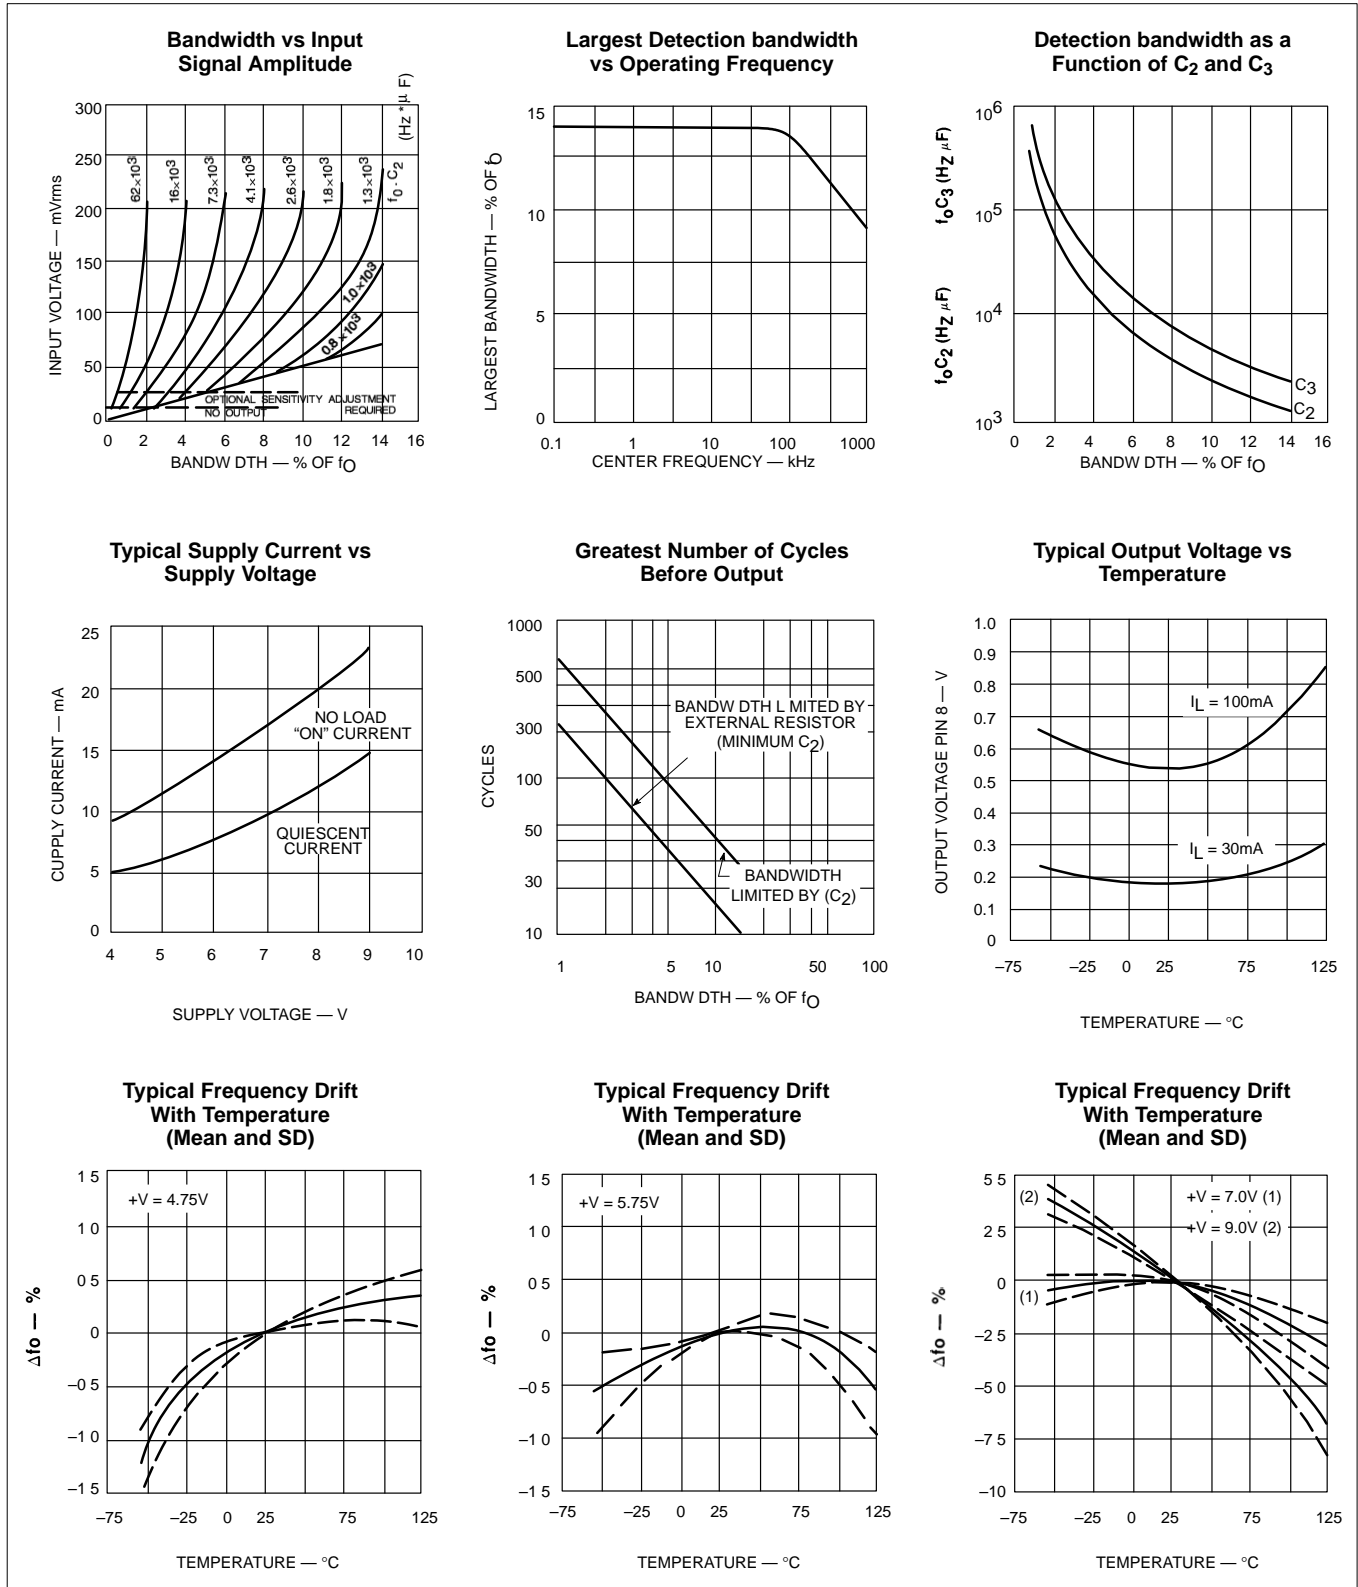 Bandwidth vs Input
Signal Amplitude
(Hz * μ F)
300
250
200
150
100
50
0
INPUT VOLTAGE — mVrms
62×10³
16×10³
7.3×10³
4.1×10³
2.6×10³
1.8×10³
1.3×10³
f0 . C2
1.0×10³
0.8×10³
OPTIONAL SENSITIVITY ADJUSTMENT
REQUIRED
NO OUTPUT
0 2 4 6 8 10 12 14 16
BANDW DTH — % OF fO
Largest Detection bandwidth
vs Operating Frequency
15
10
5
0
LARGEST BANDWIDTH — % OF fO
0.1 1 10 100 1000
CENTER FREQUENCY — kHz
Detection bandwidth as a
Function of C2 and C3
10⁶
10⁵
10⁴
10³
foC3 (HZ μF)
foC2 (HZ μF)
C3
C2
0 2 4 6 8 10 12 14 16
BANDW DTH — % OF fO
Typical Supply Current vs
Supply Voltage
25
20
15
10
5
0
CUPPLY CURRENT — mA
NO LOAD
“ON” CURRENT
QUIESCENT
CURRENT
4 5 6 7 8 9 10
SUPPLY VOLTAGE — V
Greatest Number of Cycles
Before Output
1000
500
300
100
50
30
10
CYCLES
BANDW DTH L MITED BY
EXTERNAL RESISTOR
(MINIMUM C2)
BANDWIDTH
LIMITED BY (C2)
1 5 10 50 100
BANDW DTH — % OF fO
Typical Output Voltage vs
Temperature
1.0
0.9
0.8
0.7
0.6
0.5
0.4
0.3
0.2
0.1
0
OUTPUT VOLTAGE PIN 8 — V
IL = 100mA
IL = 30mA
–75 –25 0 25 75 125
TEMPERATURE — °C
Typical Frequency Drift
With Temperature
(Mean and SD)
1 5
1 0
0 5
0
–0 5
–1 0
–1 5
Δfo — %
+V = 4.75V
–75 –25 0 25 75 125
TEMPERATURE — °C
Typical Frequency Drift
With Temperature
(Mean and SD)
1 5
1 0
0 5
0
–0 5
–1 0
–1 5
Δfo — %
+V = 5.75V
–75 –25 0 25 75 125
TEMPERATURE — °C
Typical Frequency Drift
With Temperature
(Mean and SD)
5 5
2 5
0
–2 5
–5 0
–7 5
–10
Δfo — %
(2)
(1)
+V = 7.0V (1)
+V = 9.0V (2)
–75 –25 0 25 75 125
TEMPERATURE — °C